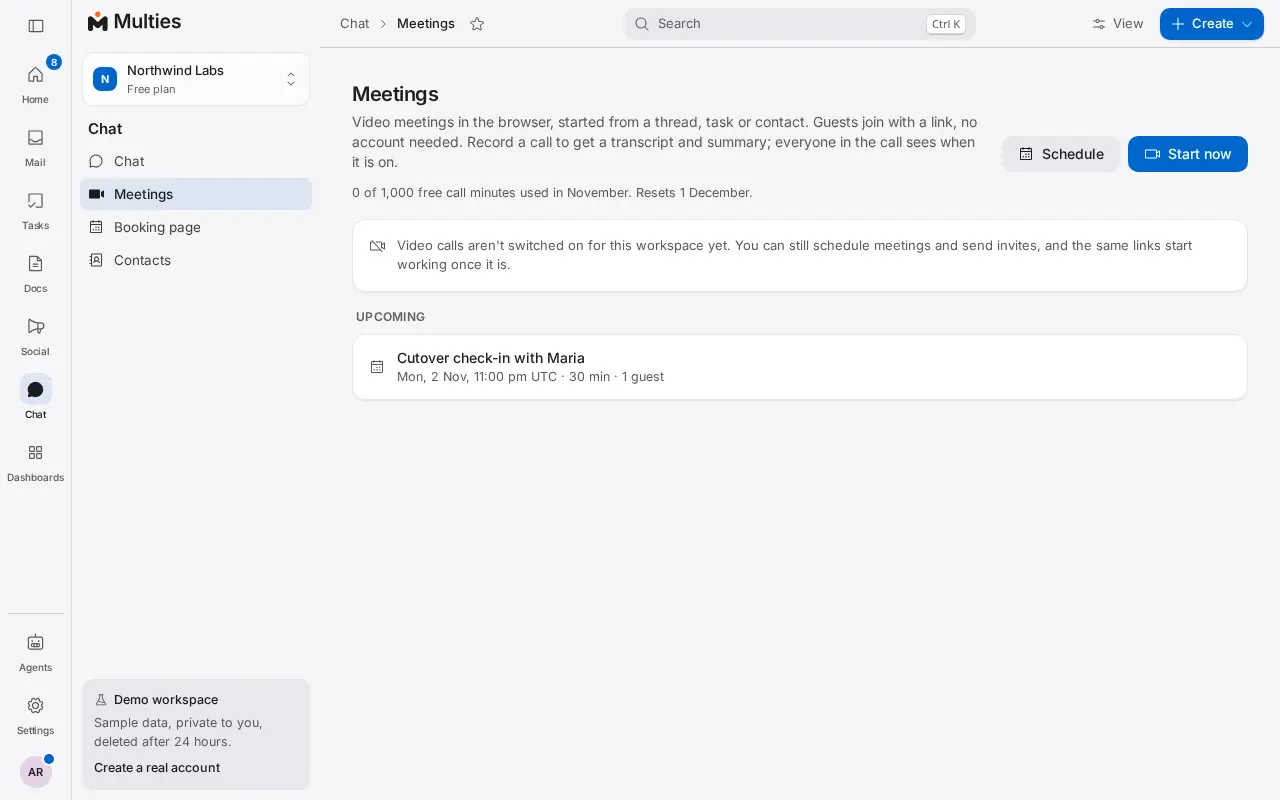 Multies
Chat
Meetings
Search
Ctrl K
View
Create
8
Home
Mail
Tasks
Docs
Social
Chat
Dashboards
Agents
Settings
AR
N
Northwind Labs
Free plan
Chat
Chat
Meetings
Booking page
Contacts
Demo workspace
Sample data, private to you,
deleted after 24 hours.
Create a real account
Meetings
Video meetings in the browser, started from a thread, task or contact. Guests join with a link, no
account needed. Record a call to get a transcript and summary; everyone in the call sees when
it is on.
0 of 1,000 free call minutes used in November. Resets 1 December.
Schedule
Start now
Video calls aren't switched on for this workspace yet. You can still schedule meetings and send invites, and the same links start
working once it is.
UPCOMING
Cutover check-in with Maria
Mon, 2 Nov, 11:00 pm UTC · 30 min · 1 guest